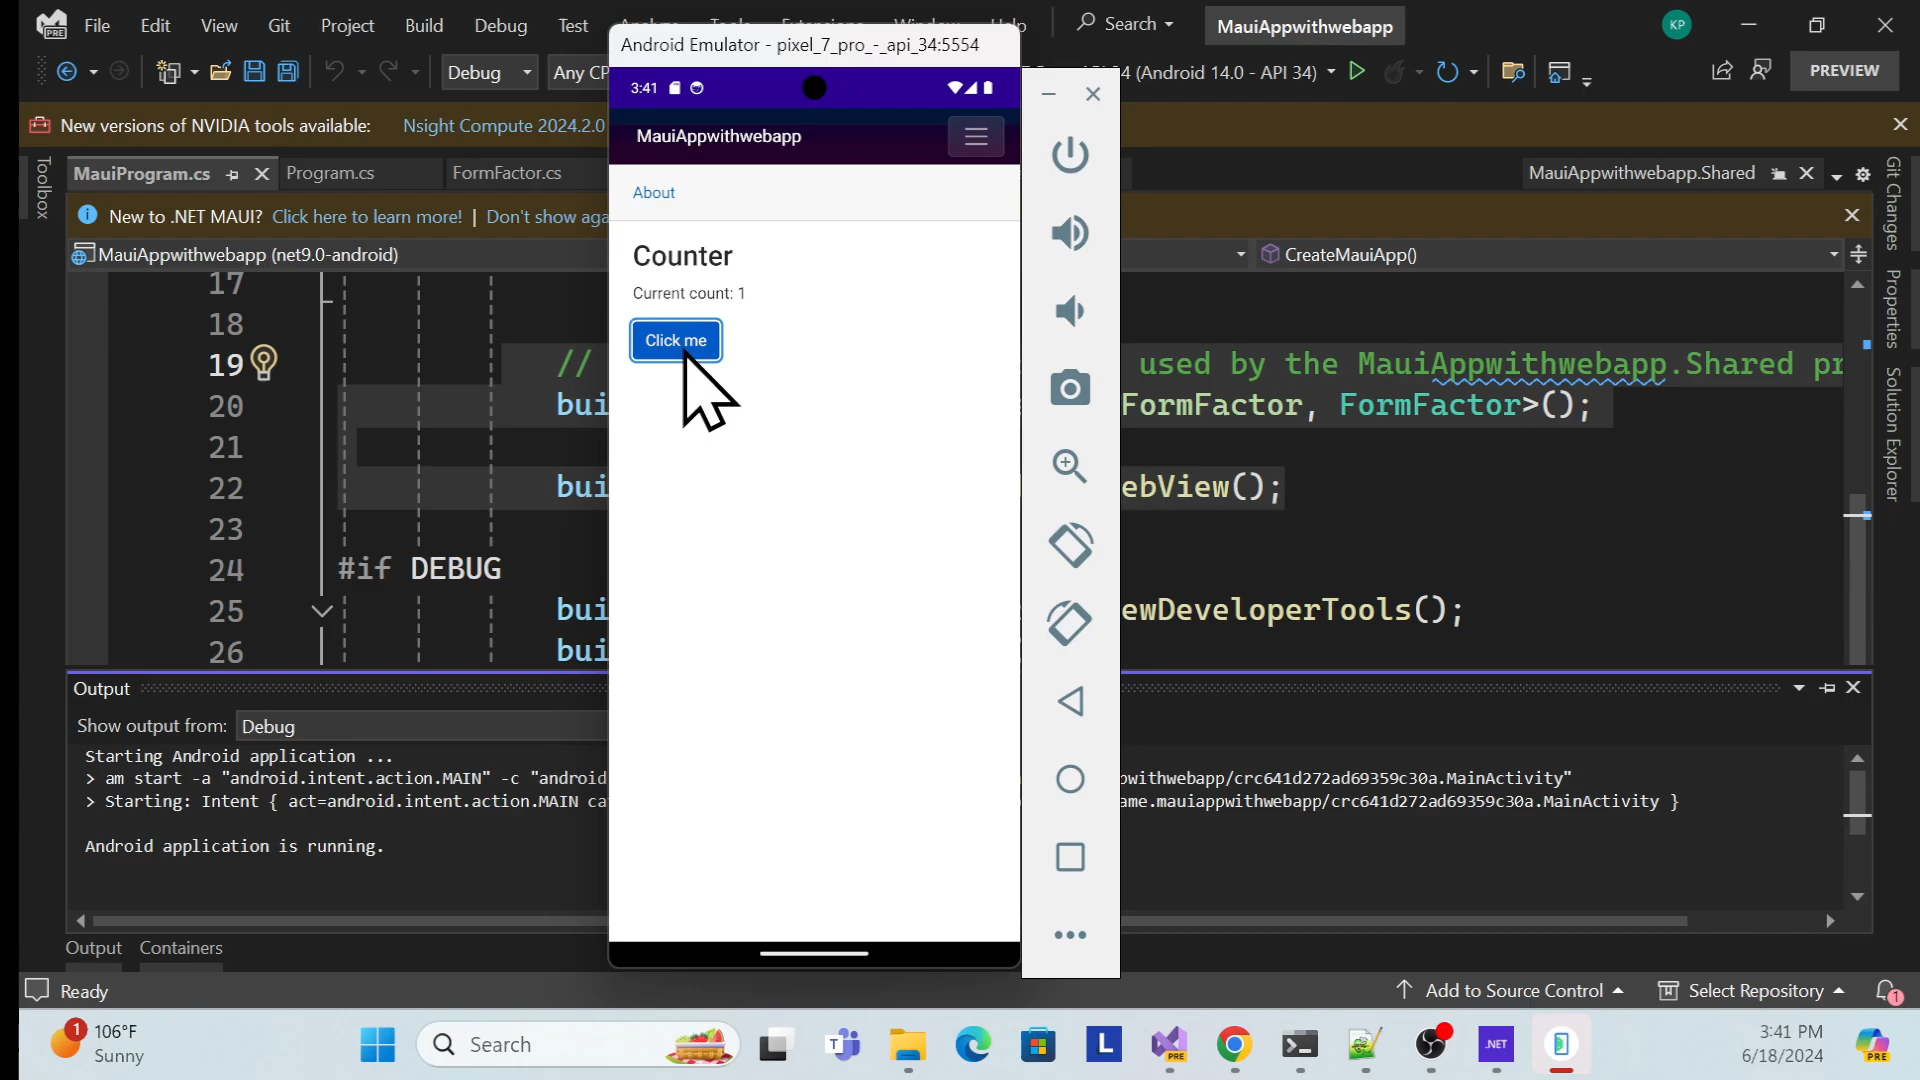 File Edit View Git Project Build Debug Test Search MauiAppwithwebapp KP
Debug Any CP (Android 14.0 - API 34) PREVIEW
New versions of NVIDIA tools available: Nsight Compute 2024.2.0
MauiProgram.cs Program.cs FormFactor.cs MauiAppwithwebapp.Shared
New to .NET MAUI? Click here to learn more! | Don't show aga
MauiAppwithwebapp (net9.0-android) CreateMauiApp()
Toolbox
Git Changes
Properties
Solution Explorer
17
18
19 // used by the MauiAppwithwebapp.Shared pr
20 bui FormFactor, FormFactor>();
21
22 bui ebView();
23
24 #if DEBUG
25 bui ewDeveloperTools();
26 bui
Android Emulator - pixel_7_pro_-_api_34:5554
3:41
MauiAppwithwebapp
About
Counter
Current count: 1
Click me
Output
Show output from: Debug
Starting Android application ...
> am start -a "android.intent.action.MAIN" -c "android pwithwebapp/crc641d272ad69359c30a.MainActivity"
> Starting: Intent { act=android.intent.action.MAIN ca ame.mauiappwithwebapp/crc641d272ad69359c30a.MainActivity }
Android application is running.
Output Containers
Ready Add to Source Control Select Repository 1
1 106°F
Sunny
Search
T L PRE .NET
3:41 PM
6/18/2024
PRE